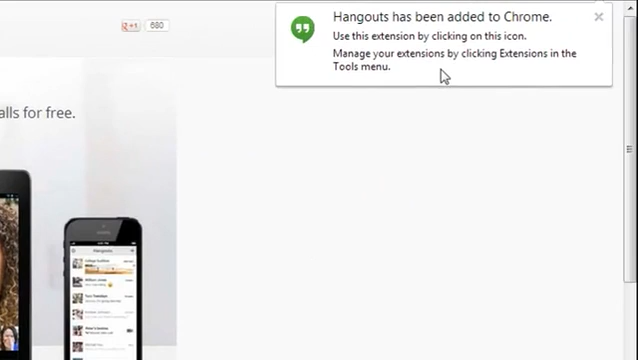 Hangouts has been added to Chrome.
+1 680
Use this extension by clicking on this icon.
Manage your extensions by clicking Extensions in the
Tools menu.
alls for free.
Hangouts